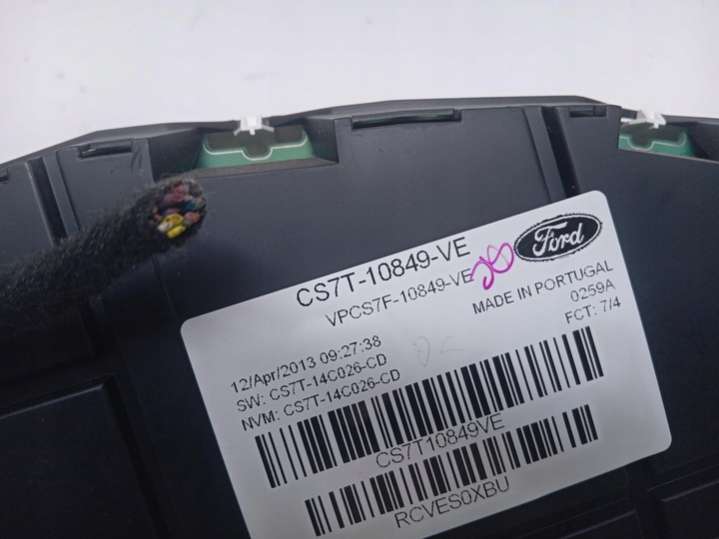 CS7T-10849-VE
VPCS7F-10849-VE
Ford
MADE IN PORTUGAL
0259A
FCT: 7/4
12/Apr/2013 09:27:38
SW: CS7T-14C026-CD
NVM: CS7T-14C026-CD
CS7T10849VE
RCVES0XBU